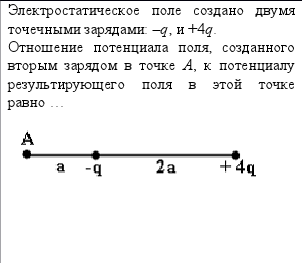 Электростатическое поле создано двумя
точечными зарядами: –q, и +4q.
Отношение потенциала поля, созданного
вторым зарядом в точке A, к потенциалу
результирующего поля в этой точке
равно …
A
a -q 2a + 4q